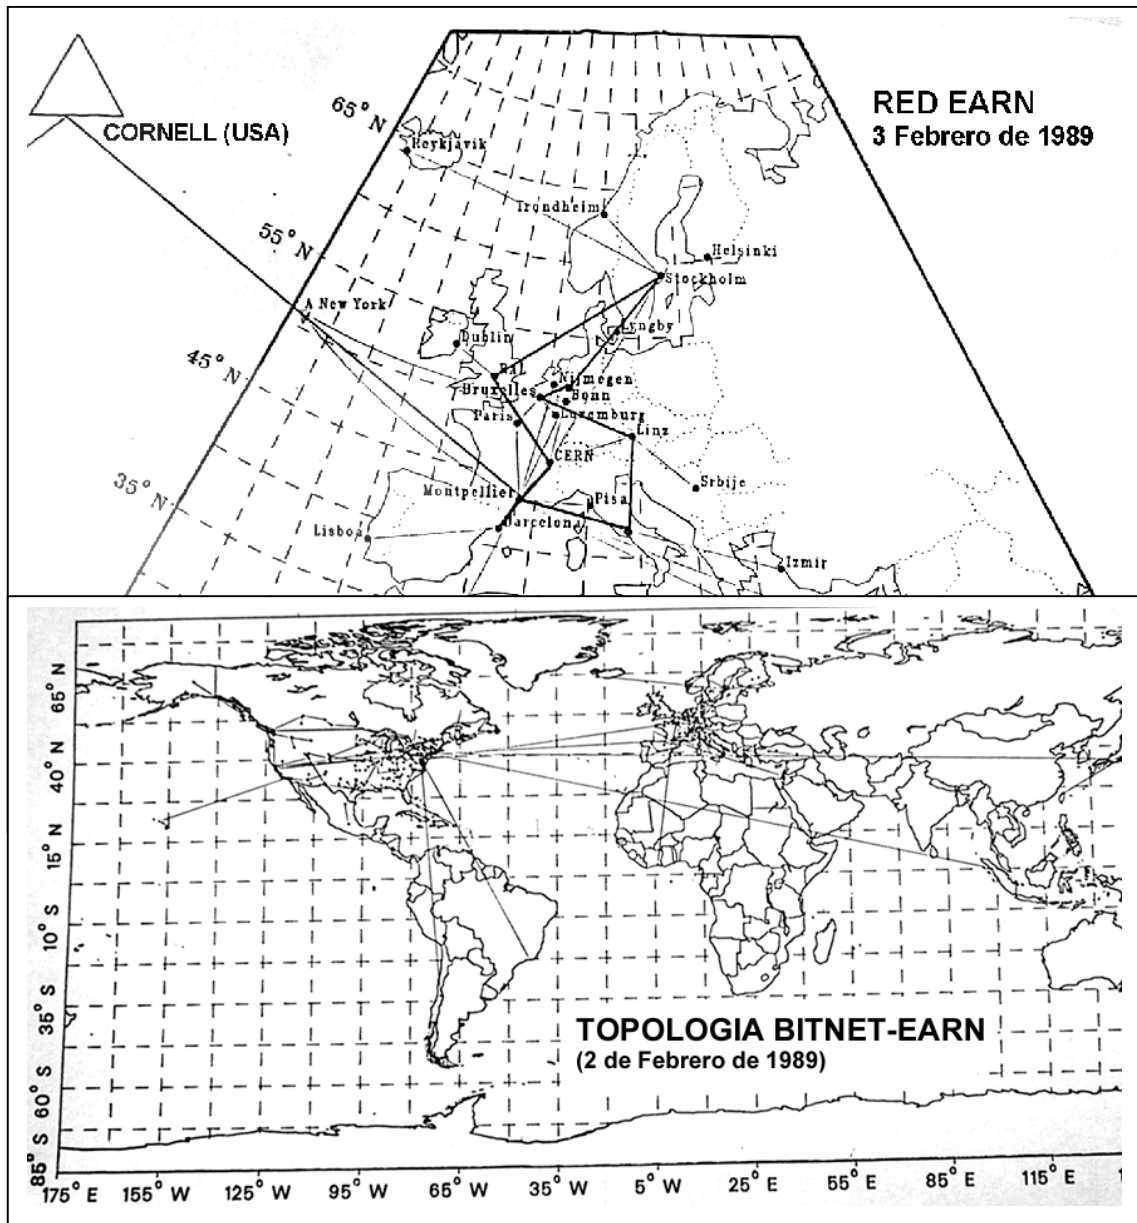 RED EARN
3 Febrero de 1989
CORNELL (USA)
65° N
Reykjavik
Trondheim
Helsinki
55° N
Stockholm
A New York
Lyngby
Dublin
45° N
RAL
Nijmegen
Bruxelles
Bonn
Paris
Luxemburg
Linz
CERN
35° N
Montpellier
Pisa
Srbije
Barcelona
Lisboa
Izmir
65° N
40° N
15° N
10° S
35° S
60° S
85° S
TOPOLOGIA BITNET-EARN
(2 de Febrero de 1989)
175° E 155° W 125° W 95° W 65° W 35° W 5° W 25° E 55° E 85° E 115° E